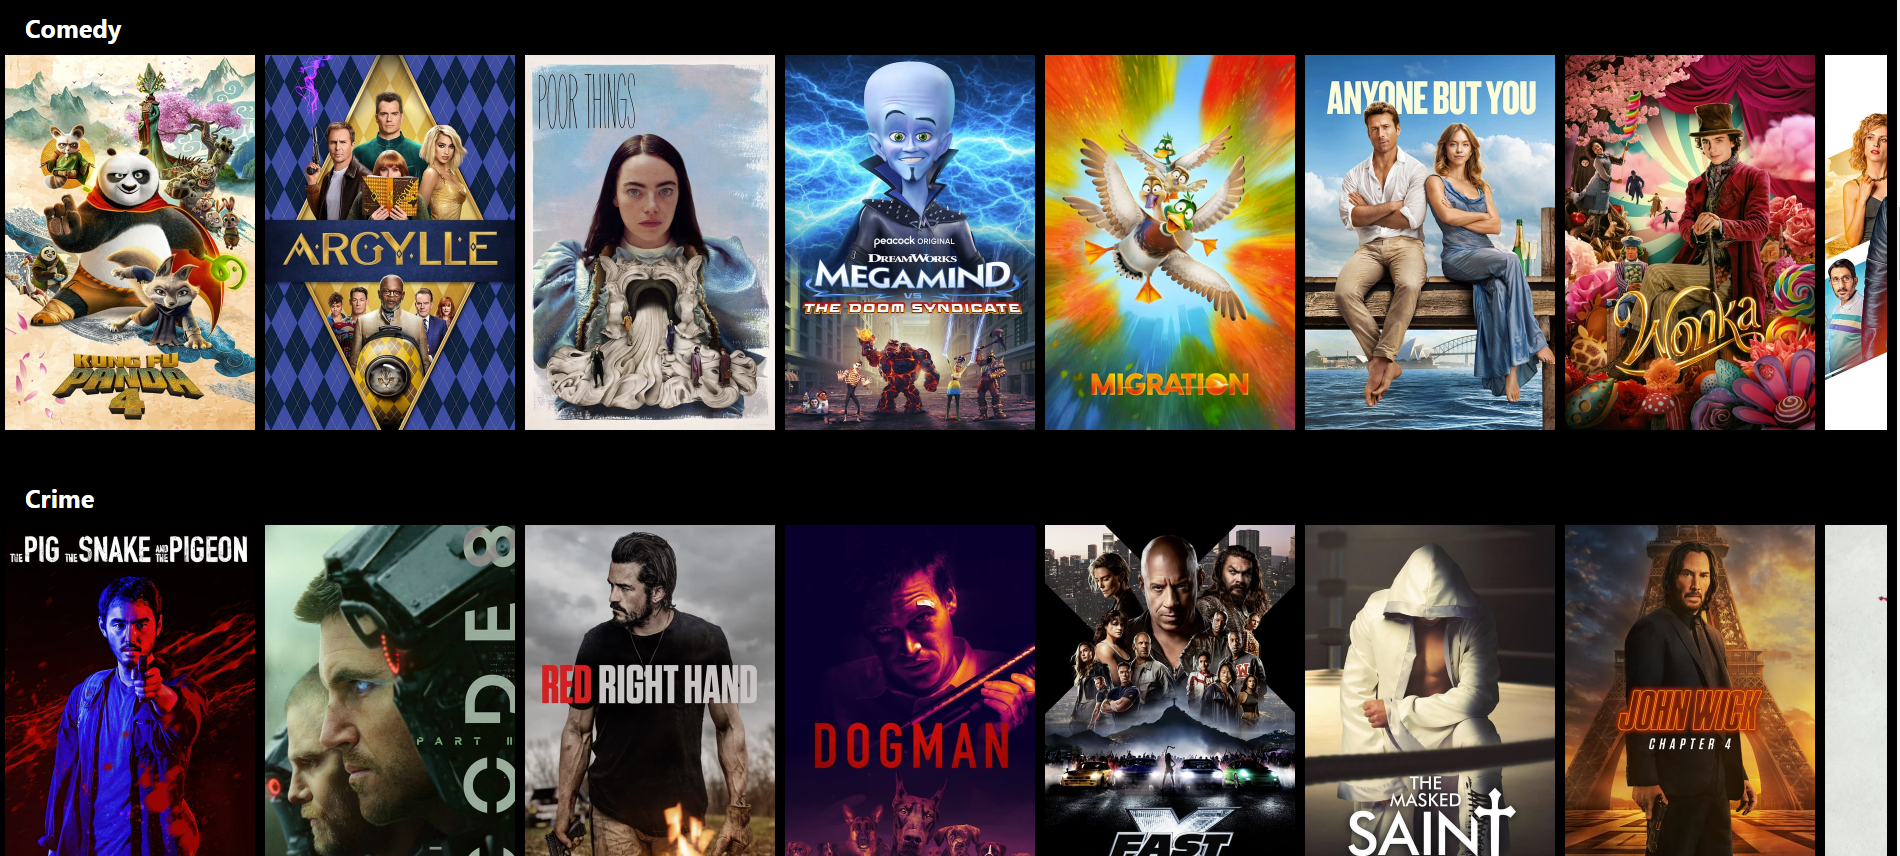 Comedy
KUNG FU
PANDA
4
ARGYLLE
POOR THINGS
peacock ORIGINAL
DREAMWORKS
MEGAMIND
VS
THE DOOM SYNDICATE
MIGRATION
ANYONE BUT YOU
Wonka
Crime
THE PIG THE SNAKE AND THE PIGEON
CODE 8
PART II
RED RIGHT HAND
DOGMAN
X
FAST
THE
MASKED
SAINT
JOHN WICK
CHAPTER 4